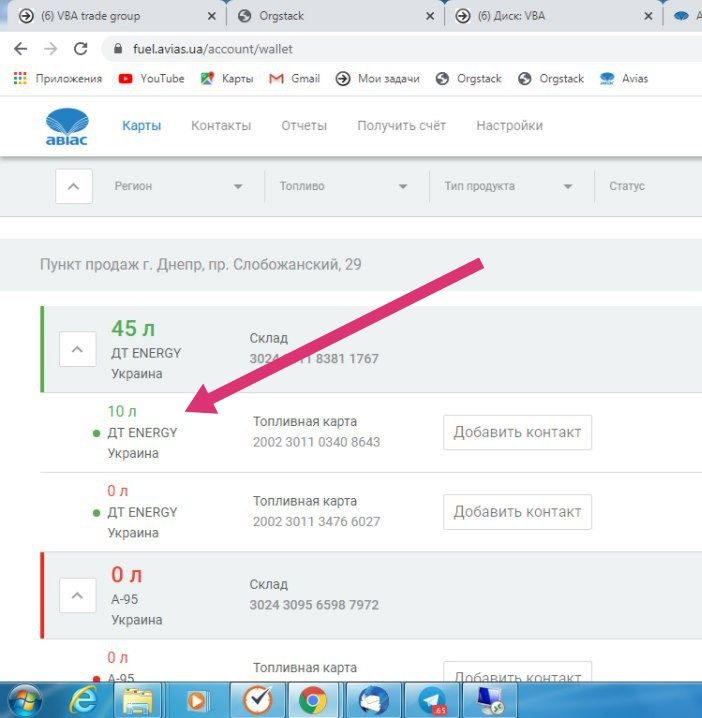 (6) VBA trade group
Orgstack
(6) Диск: VBA
fuel.avias.ua/account/wallet
Приложения
YouTube
Карты
Gmail
Мои задачи
Orgstack
Orgstack
Avias
авіас
Карты
Контакты
Отчеты
Получить счёт
Настройки
Регион
Топливо
Тип продукта
Статус
Пункт продаж г. Днепр, пр. Слобожанский, 29
45 л
ДТ ENERGY
Украина
Склад
3024 11 8381 1767
10 л
ДТ ENERGY
Украина
Топливная карта
2002 3011 0340 8643
Добавить контакт
0 л
ДТ ENERGY
Украина
Топливная карта
2002 3011 3476 6027
Добавить контакт
0 л
А-95
Украина
Склад
3024 3095 6598 7972
0 л
А-95
Топливная карта
Добавить контакт
.65